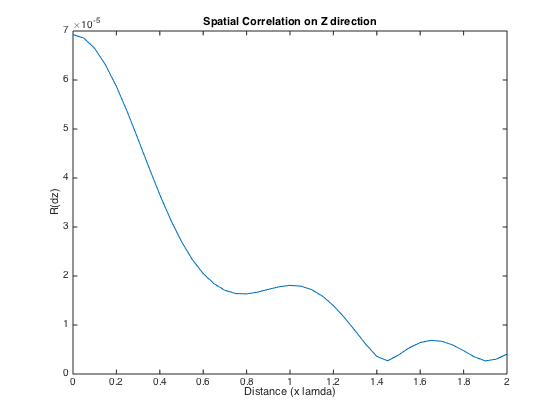 Spatial Correlation on Z direction
×10^-5
7
6
5
4
3
2
1
0
R(dz)
0 0.2 0.4 0.6 0.8 1 1.2 1.4 1.6 1.8 2
Distance (x lamda)